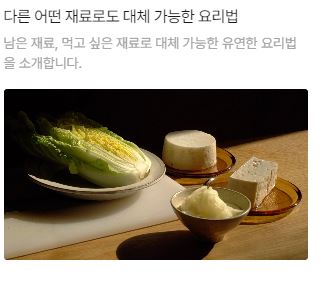 다른 어떤 재료로도 대체 가능한 요리법
남은 재료, 먹고 싶은 재료로 대체 가능한 유연한 요리법
을 소개합니다.